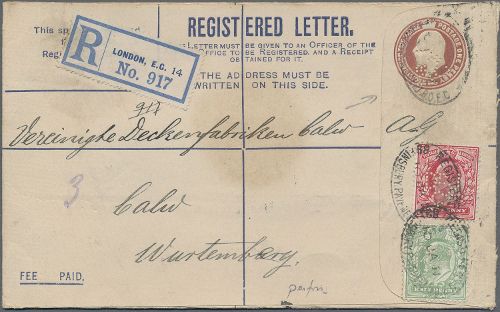 REGISTERED LETTER.
This
LETTER MUST BE GIVEN TO AN OFFICER OF THE
OFFICE TO BE REGISTERED, AND A RECEIPT
OBTAINED FOR IT.
THE ADDRESS MUST BE
WRITTEN ON THIS SIDE.
R
LONDON, E.C. 14
No. 917
917
Vereinigte Deckenfabriken Calw A.G
3
Calw
Wurtemberg.
FEE PAID.